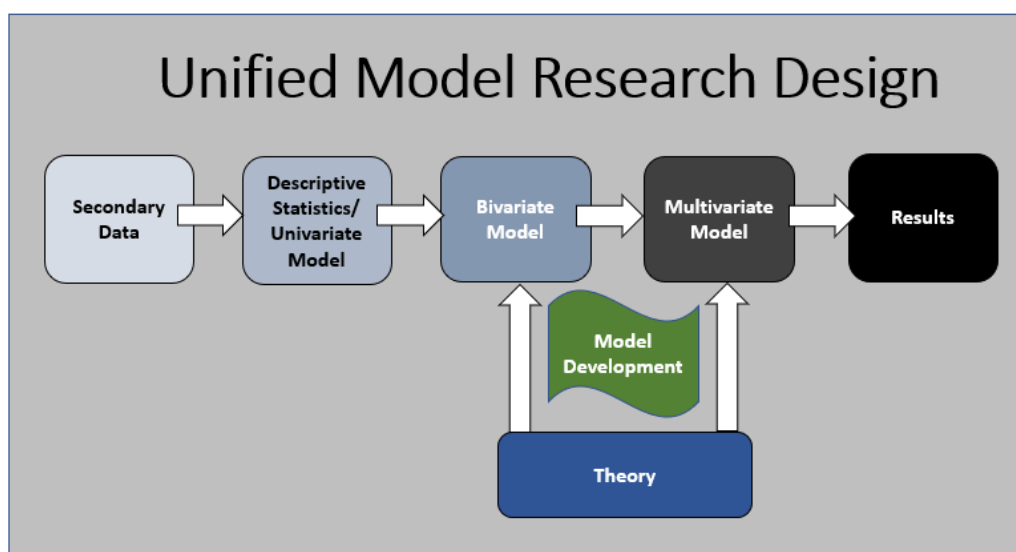 Unified Model Research Design
Secondary
Data
Descriptive
Statistics/
Univariate
Model
Bivariate
Model
Multivariate
Model
Results
Model
Development
Theory